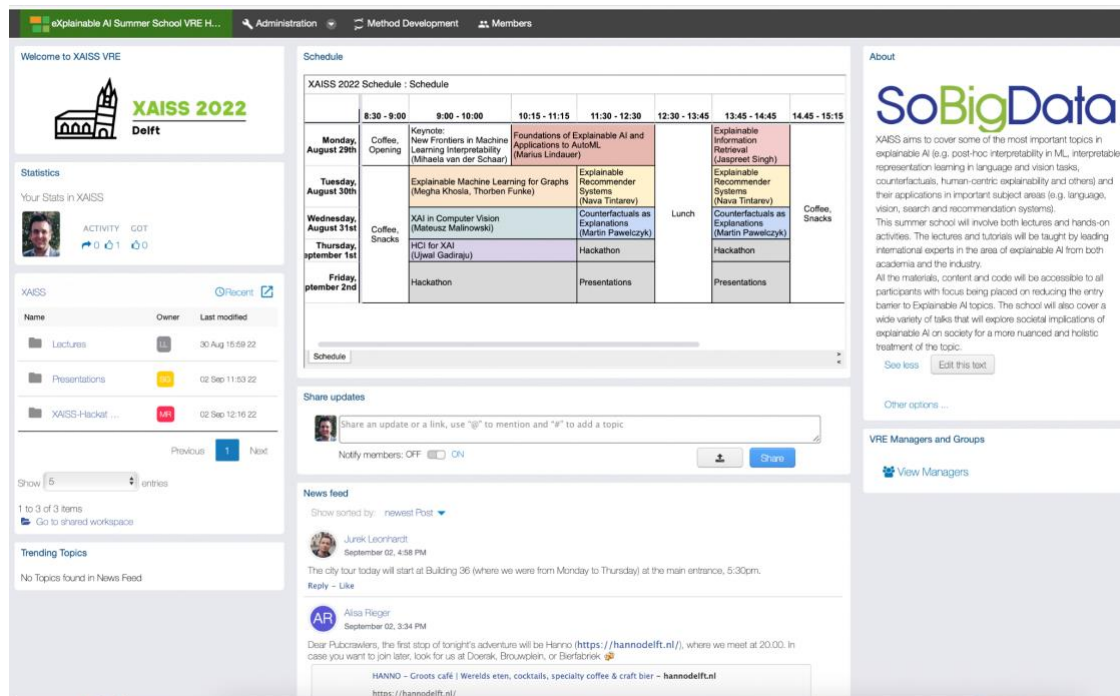 eXplainable AI Summer School VRE H...
Administration
Method Development
Members
Welcome to XAISS VRE
XAISS 2022
Delft
Statistics
Your Stats in XAISS
ACTIVITY GOT
0 1 0
XAISS
Recent
Name Owner Last modified
Lectures LL 30 Aug 15:59 22
Presentations 02 Sep 11:53 22
XAISS-Hackat ... MR 02 Sep 12:16 22
Previous 1 Next
Show 5 entries
1 to 3 of 3 items
Go to shared workspace
Trending Topics
No Topics found in News Feed
Schedule
XAISS 2022 Schedule : Schedule
8:30 - 9:00 9:00 - 10:00 10:15 - 11:15 11:30 - 12:30 12:30 - 13:45 13:45 - 14:45 14.45 - 15:15
Monday,
August 29th
Coffee,
Opening
Keynote:
New Frontiers in Machine
Learning Interpretability
(Mihaela van der Schaar)
Foundations of Explainable AI and
Applications to AutoML
(Marius Lindauer)
Explainable
Information
Retrieval
(Jaspreet Singh)
Tuesday,
August 30th
Explainable Machine Learning for Graphs
(Megha Khosla, Thorben Funke)
Explainable
Recommender
Systems
(Nava Tintarev)
Explainable
Recommender
Systems
(Nava Tintarev)
Wednesday,
August 31st
Coffee,
Snacks
XAI in Computer Vision
(Mateusz Malinowski)
Counterfactuals as
Explanations
(Martin Pawelczyk)
Lunch
Counterfactuals as
Explanations
(Martin Pawelczyk)
Coffee,
Snacks
Thursday,
ptember 1st
HCI for XAI
(Ujwal Gadiraju)
Hackathon
Hackathon
Friday,
ptember 2nd
Hackathon
Presentations
Presentations
Schedule
Share updates
Share an update or a link, use "@" to mention and "#" to add a topic
Notify members: OFF ON
Share
News feed
Show sorted by: newest Post
Jurek Leonhardt
September 02, 4:58 PM
The city tour today will start at Building 36 (where we were from Monday to Thursday) at the main entrance, 5:30pm.
Reply – Like
AR
Alisa Rieger
September 02, 3:34 PM
Dear Pubcrawlers, the first stop of tonight's adventure will be Hanno (https://hannodelft.nl/), where we meet at 20.00. In
case you want to join later, look for us at Doerak, Brouwplein, or Bierfabriek
HANNO – Groots café | Werelds eten, cocktails, specialty coffee & craft bier – hannodelft.nl
https://hannodelft.nl/
About
SoBigData
XAISS aims to cover some of the most important topics in
explainable AI (e.g. post-hoc interpretability in ML, interpretable
representation learning in language and vision tasks,
counterfactuals, human-centric explainability and others) and
their applications in important subject areas (e.g. language,
vision, search and recommendation systems).
This summer school will involve both lectures and hands-on
activities. The lectures and tutorials will be taught by leading
international experts in the area of explainable AI from both
academia and the industry.
All the materials, content and code will be accessible to all
participants with focus being placed on reducing the entry
barrier to Explainable AI topics. The school will also cover a
wide variety of talks that will explore societal implications of
explainable AI on society for a more nuanced and holistic
treatment of the topic.
See less
Edit this text
Other options ...
VRE Managers and Groups
View Managers